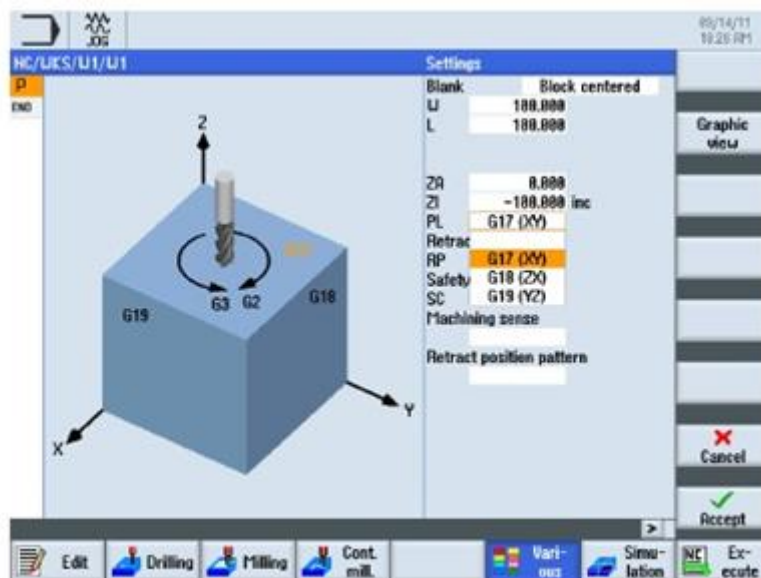 09/14/11
10:26 AM
JOG
NC/WKS/W1/W1
Settings
P
END
Blank Block centered
W 100.000
L 100.000
Graphic view
ZA 0.000
ZI -100.000 inc
PL G17 (XY)
Retrac
RP G17 (XY)
Safety G18 (ZX)
SC G19 (YZ)
Machining sense
Retract position pattern
Z
G3 G2
G18
G19
X
Y
Cancel
Accept
>
Edit
Drilling
Milling
Cont. mill.
Vari-
ous
Simu-
lation
NC
Ex-
ecute